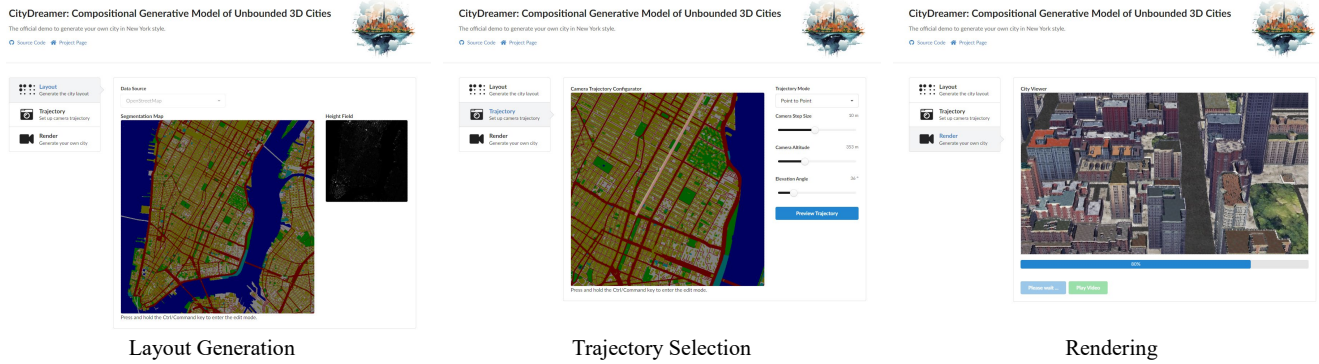 CityDreamer: Compositional Generative Model of Unbounded 3D Cities
The official demo to generate your own city in New York style.
Source Code Project Page
Layout
Generate the city layout
Trajectory
Set up camera trajectory
Render
Generate your own city
Data Source
OpenStreetMap
Segmentation Map
Height Field
Press and hold the Ctrl/Command key to enter the edit mode.
Layout Generation
CityDreamer: Compositional Generative Model of Unbounded 3D Cities
The official demo to generate your own city in New York style.
Source Code Project Page
Layout
Generate the city layout
Trajectory
Set up camera trajectory
Render
Generate your own city
Camera Trajectory Configurator
Trajectory Mode
Point to Point
Camera Step Size
Camera Altitude 353 m
Elevation Angle
Preview Trajectory
Press and hold the Ctrl/Command key to enter the edit mode.
Trajectory Selection
CityDreamer: Compositional Generative Model of Unbounded 3D Cities
The official demo to generate your own city in New York style.
Source Code Project Page
Layout
Generate the city layout
Trajectory
Set up camera trajectory
Render
Generate your own city
City Viewer
80%
Please wait ...
Play Video
Rendering